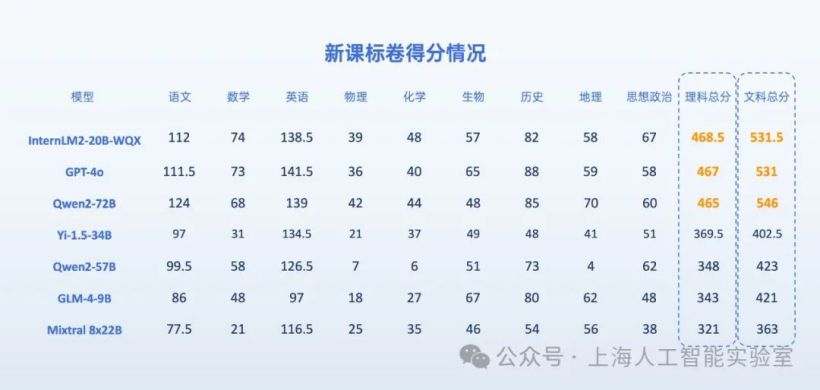 新课标卷得分情况
模型 语文 数学 英语 物理 化学 生物 历史 地理 思想政治 理科总分 文科总分
InternLM2-20B-WQX 112 74 138.5 39 48 57 82 58 67 468.5 531.5
GPT-4o 111.5 73 141.5 36 40 65 88 59 58 467 531
Qwen2-72B 124 68 139 42 44 48 85 70 60 465 546
Yi-1.5-34B 97 31 134.5 21 37 49 48 41 51 369.5 402.5
Qwen2-57B 99.5 58 126.5 7 6 51 73 4 62 348 423
GLM-4-9B 86 48 97 18 27 67 80 62 48 343 421
Mixtral 8x22B 77.5 21 116.5 25 35 46 54 56 38 321 363
公众号 · 上海人工智能实验室